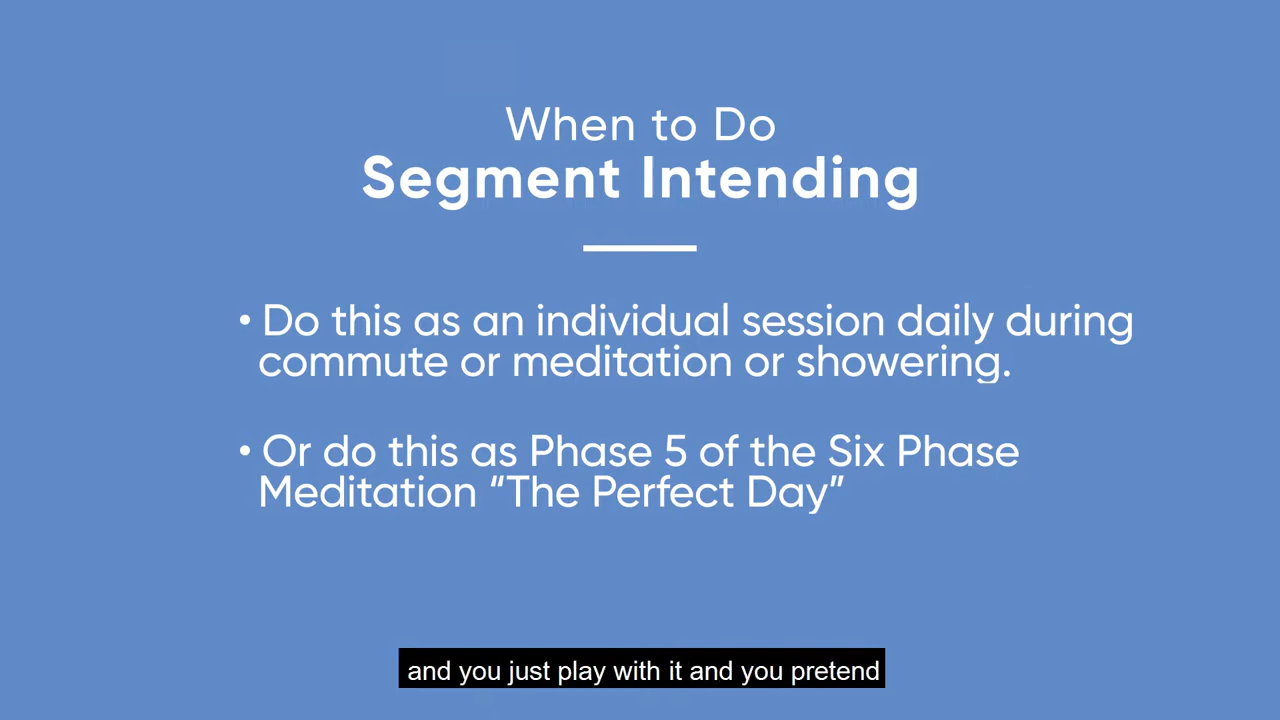 When to Do
Segment Intending
• Do this as an individual session daily during
commute or meditation or showering.
• Or do this as Phase 5 of the Six Phase
Meditation “The Perfect Day”
and you just play with it and you pretend